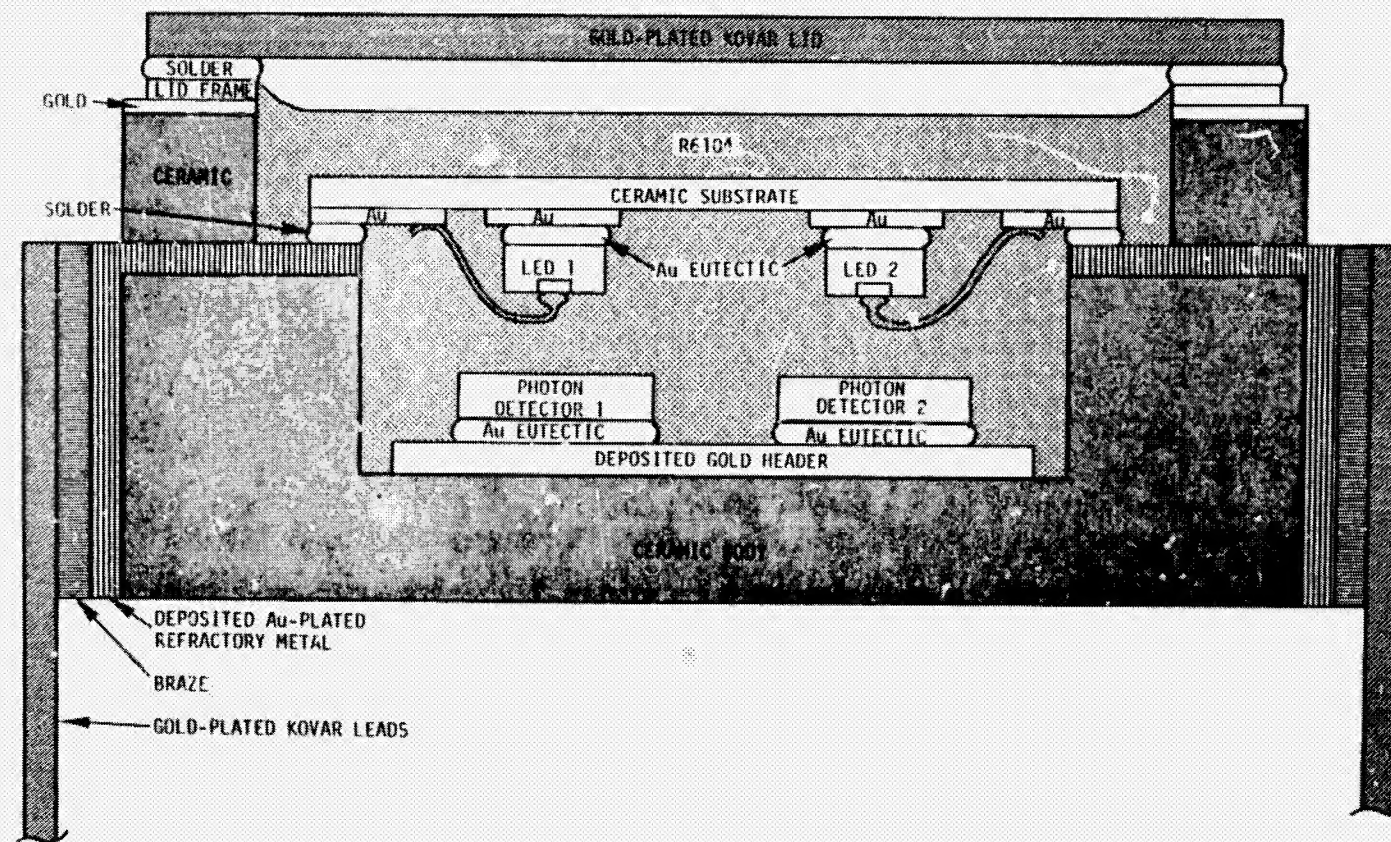 GOLD-PLATED KOVAR LID
SOLDER
LID FRAME
GOLD
R6104
CERAMIC
CERAMIC SUBSTRATE
SOLDER
Au
Au
Au
Au
LED 1
Au EUTECTIC
LED 2
PHOTON
DETECTOR 1
PHOTON
DETECTOR 2
Au EUTECTIC
Au EUTECTIC
DEPOSITED GOLD HEADER
CERAMIC BODY
DEPOSITED Au-PLATED
REFRACTORY METAL
BRAZE
GOLD-PLATED KOVAR LEADS